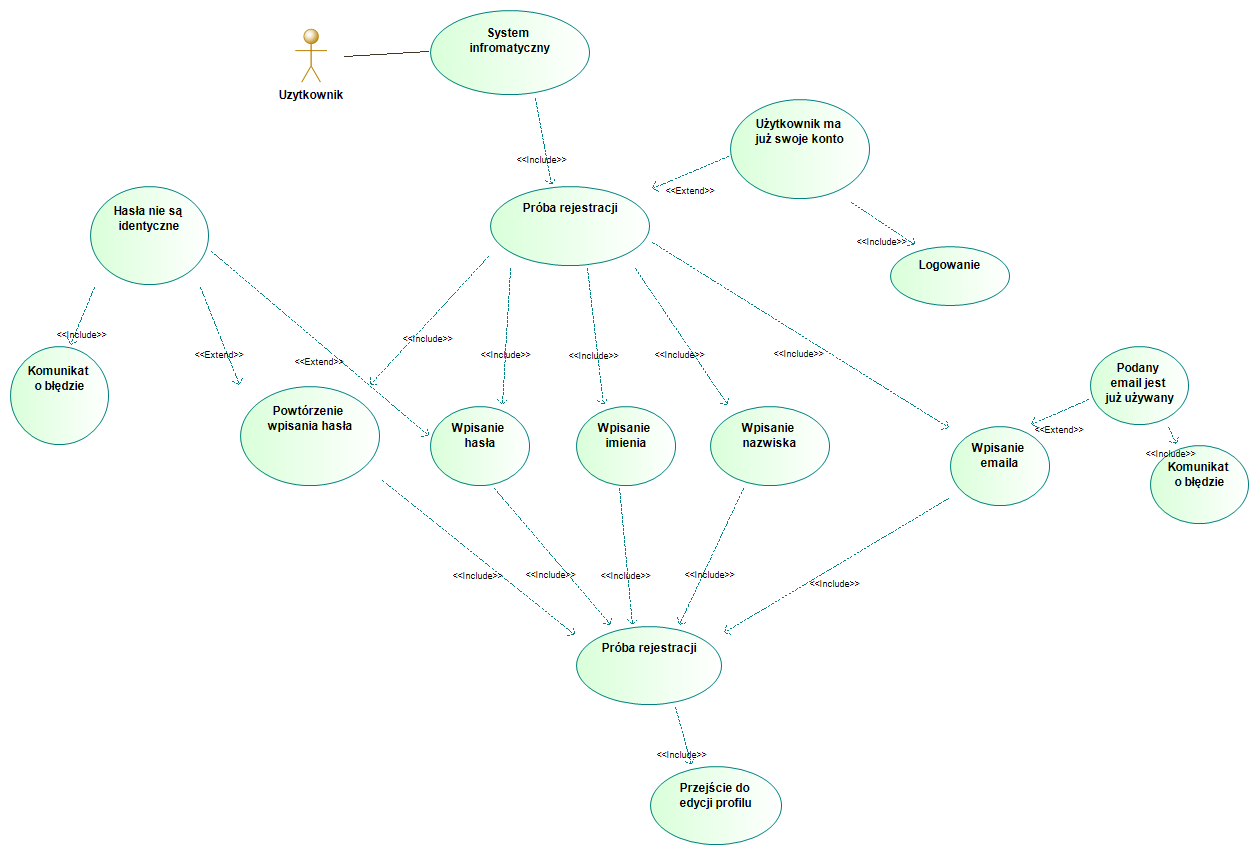 System
infromatyczny
Uzytkownik
Użytkownik ma
już swoje konto
<<Include>>
<<Extend>>
Hasła nie są
identyczne
Próba rejestracji
<<Include>>
Logowanie
<<Include>>
<<Extend>>
<<Extend>>
<<Include>>
<<Include>>
<<Include>>
<<Include>>
<<Include>>
Komunikat
o błędzie
Podany
email jest
już używany
Powtórzenie
wpisania hasła
Wpisanie
hasła
Wpisanie
imienia
Wpisanie
nazwiska
<<Extend>>
Wpisanie
emaila
<<Include>>
Komunikat
o błędzie
<<Include>>
<<Include>>
<<Include>>
<<Include>>
<<Include>>
Próba rejestracji
<<Include>>
Przejście do
edycji profilu